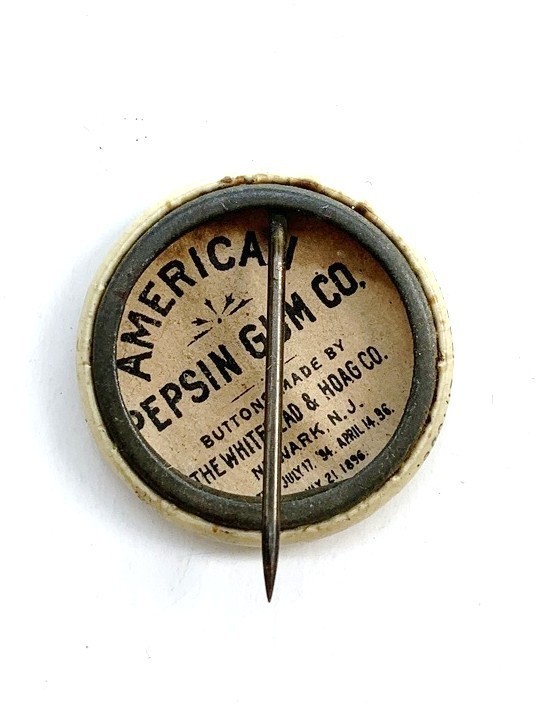 AMERICAN
PEPSIN GUM CO.
BUTTONS MADE BY
THE WHITEHEAD & HOAG CO.
NEWARK, N.J.
JULY 17, '94 APRIL 14, 96.
JULY 21 1896.